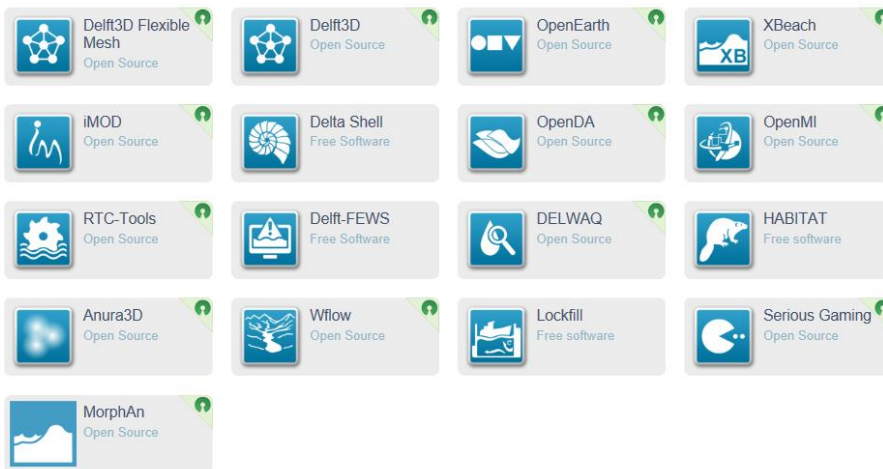 Delft3D Flexible
Mesh
Open Source
Delft3D
Open Source
OpenEarth
Open Source
XBeach
Open Source
XB
iMOD
Open Source
im
Delta Shell
Free Software
OpenDA
Open Source
OpenMI
Open Source
RTC-Tools
Open Source
Delft-FEWS
Free Software
DELWAQ
Open Source
HABITAT
Free software
Anura3D
Open Source
Wflow
Open Source
Lockfill
Free software
Serious Gaming
Open Source
MorphAn
Open Source